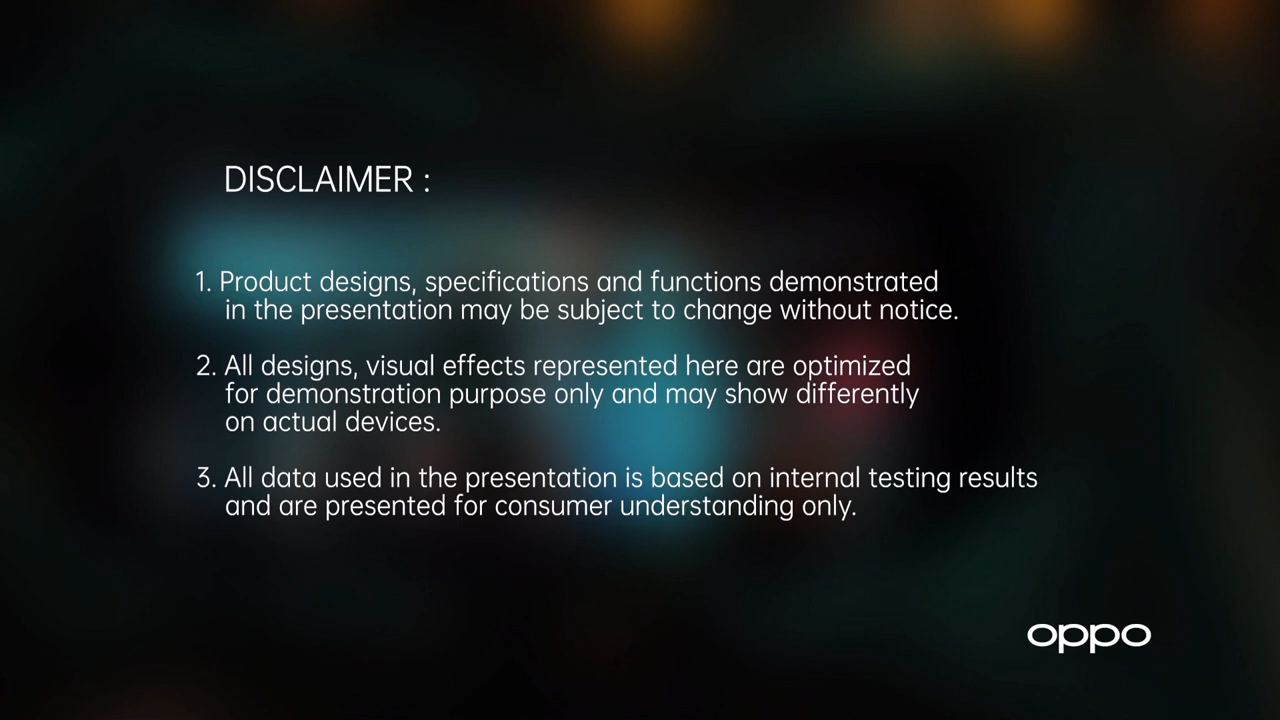 DISCLAIMER :
1. Product designs, specifications and functions demonstrated
in the presentation may be subject to change without notice.
2. All designs, visual effects represented here are optimized
for demonstration purpose only and may show differently
on actual devices.
3. All data used in the presentation is based on internal testing results
and are presented for consumer understanding only.
oppo